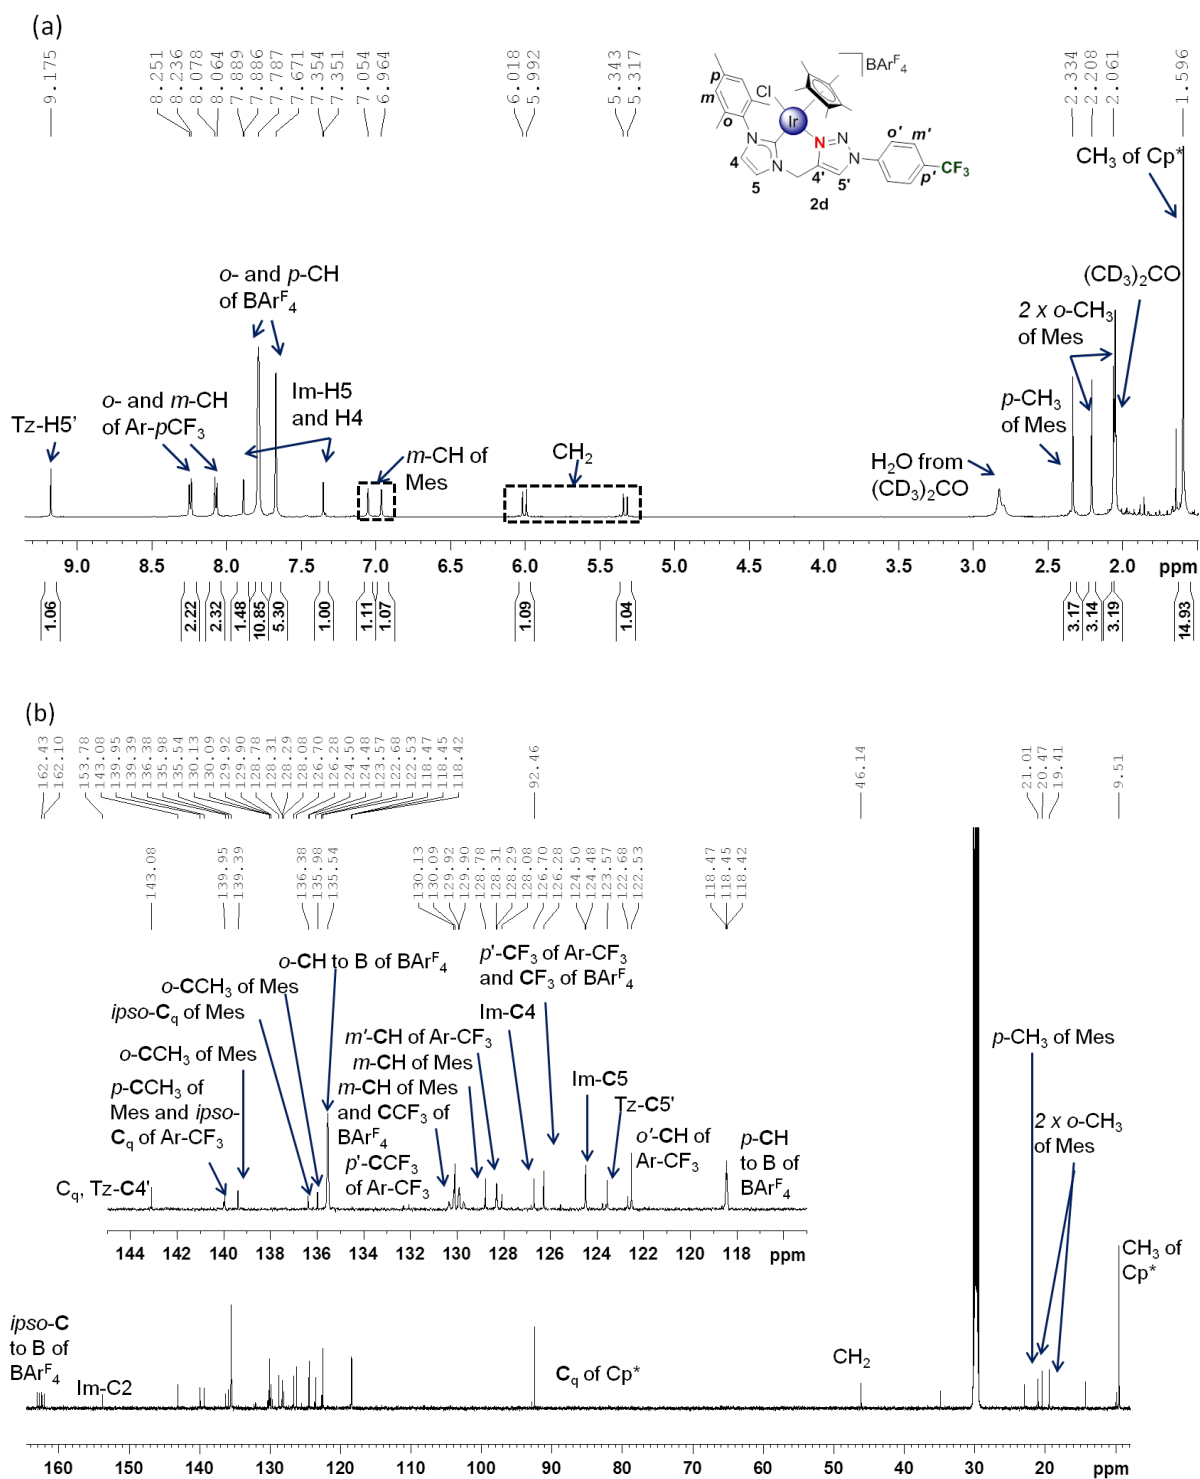 (a)
9.175
8.251
8.236
8.078
8.064
7.889
7.886
7.787
7.671
7.354
7.351
7.054
6.964
6.018
5.992
5.343
5.317
2.334
2.208
2.061
1.596
BArF4
p
m
o
Cl
Ir
N
N
N
N
N
4
5
4'
5'
o'
m'
p'
CF3
2d
CH3 of Cp*
o- and p-CH
of BArF4
(CD3)2CO
2 x o-CH3
of Mes
Tz-H5'
o- and m-CH
of Ar-pCF3
Im-H5
and H4
m-CH of
Mes
CH2
H2O from
(CD3)2CO
p-CH3
of Mes
9.0 8.5 8.0 7.5 7.0 6.5 6.0 5.5 5.0 4.5 4.0 3.5 3.0 2.5 2.0 ppm
1.06
2.22
2.32
1.48
10.85
5.30
1.00
1.11
1.07
1.09
1.04
3.17
3.14
3.19
14.93
(b)
162.43
162.10
153.78
143.08
139.95
139.39
136.38
135.98
135.54
130.13
130.09
129.92
129.90
128.78
128.31
128.29
128.08
126.70
126.28
124.50
124.48
123.57
122.68
122.53
118.47
118.45
118.42
92.46
46.14
21.01
20.47
19.41
9.51
143.08
139.95
139.39
136.38
135.98
135.54
130.13
130.09
129.92
129.90
128.78
128.31
128.29
128.08
126.70
126.28
124.50
124.48
123.57
122.68
122.53
118.47
118.45
118.42
o-CH to B of BArF4
o-CCH3 of Mes
ipso-Cq of Mes
o-CCH3 of Mes
p-CCH3 of
Mes and ipso-
Cq of Ar-CF3
Cq, Tz-C4'
m'-CH of Ar-CF3
m-CH of Mes
m-CH of Mes
and CCF3 of
BArF4
p'-CCF3
of Ar-CF3
p'-CF3 of Ar-CF3
and CF3 of BArF4
Im-C4
Im-C5
Tz-C5'
o'-CH of
Ar-CF3
p-CH
to B of
BArF4
144 142 140 138 136 134 132 130 128 126 124 122 120 118 ppm
p-CH3 of Mes
2 x o-CH3
of Mes
CH3 of
Cp*
ipso-C
to B of
BArF4
Im-C2
Cq of Cp*
CH2
160 150 140 130 120 110 100 90 80 70 60 50 40 30 20 ppm